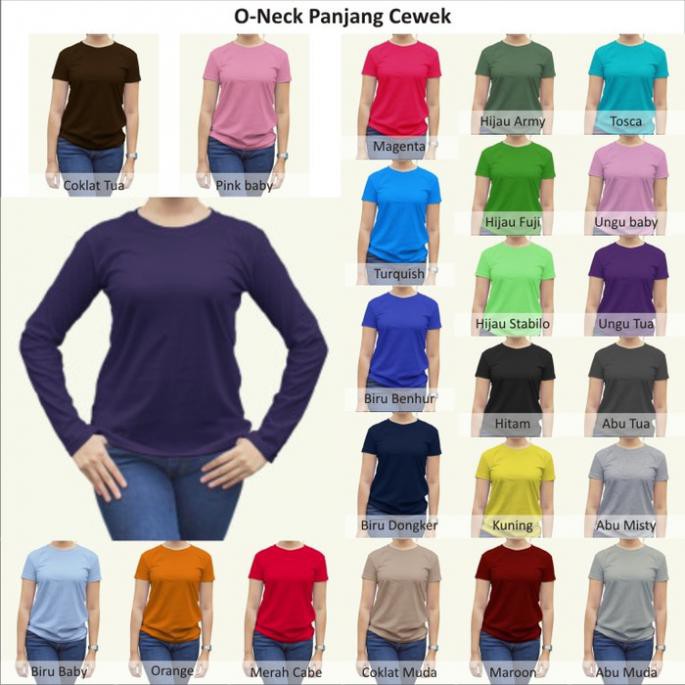 O-Neck Panjang Cewek
Coklat Tua
Pink baby
Magenta
Hijau Army
Tosca
Hijau Fuji
Ungu baby
Turquish
Hijau Stabilo
Ungu Tua
Biru Benhur
Hitam
Abu Tua
Biru Dongker
Kuning
Abu Misty
Biru Baby
Orange
Merah Cabe
Coklat Muda
Maroon
Abu Muda